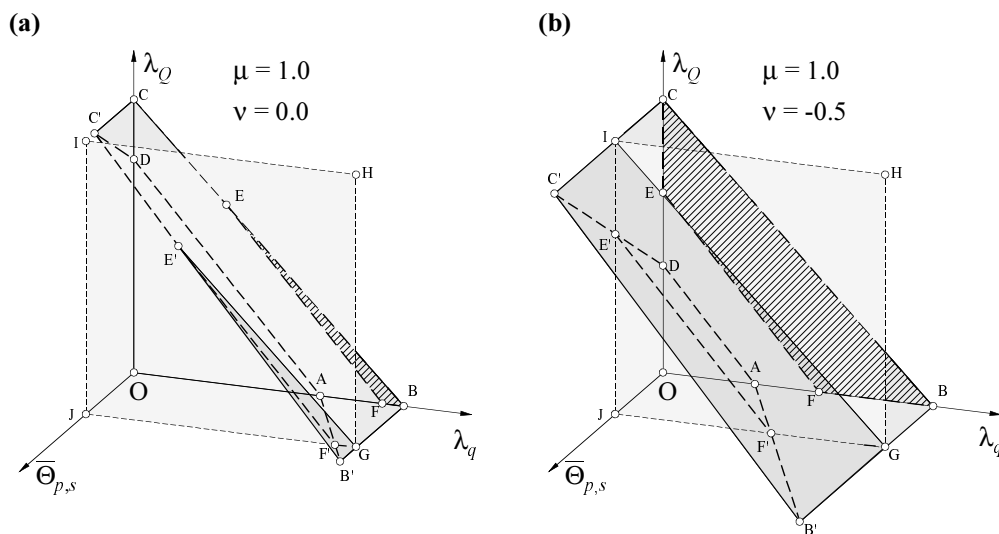 (a)
λ_Q
μ = 1.0
ν = 0.0
C
C'
I
D
H
E
E'
O
A
B
F
J
F'
G
B'
λ_q
Θ̅_{p,s}
(b)
λ_Q
μ = 1.0
ν = -0.5
C
I
H
C'
E
E'
D
O
A
B
F
J
F'
G
λ_q
Θ̅_{p,s}
B'